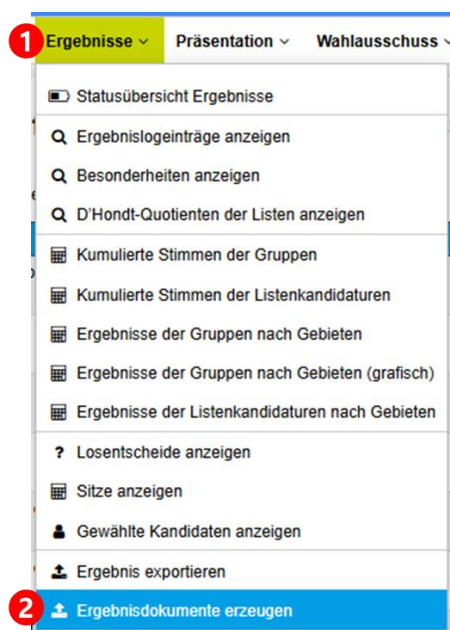 1 Ergebnisse Präsentation Wahlausschuss
Statusübersicht Ergebnisse
Ergebnislogeinträge anzeigen
Besonderheiten anzeigen
D'Hondt-Quotienten der Listen anzeigen
Kumulierte Stimmen der Gruppen
Kumulierte Stimmen der Listenkandidaturen
Ergebnisse der Gruppen nach Gebieten
Ergebnisse der Gruppen nach Gebieten (grafisch)
Ergebnisse der Listenkandidaturen nach Gebieten
? Losentscheide anzeigen
Sitze anzeigen
Gewählte Kandidaten anzeigen
Ergebnis exportieren
2 Ergebnisdokumente erzeugen